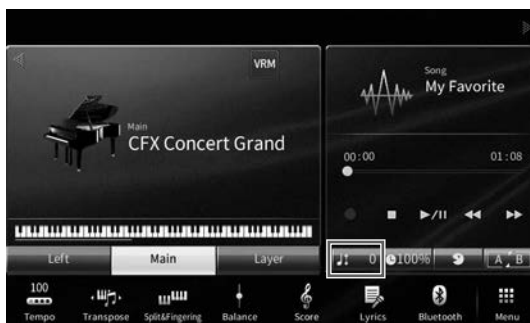 VRM
Main
CFX Concert Grand
Song
My Favorite
00:00
01:08
Left
Main
Layer
0
100%
A B
100
Tempo
Transpose
Split&Fingering
Balance
Score
Lyrics
Bluetooth
Menu